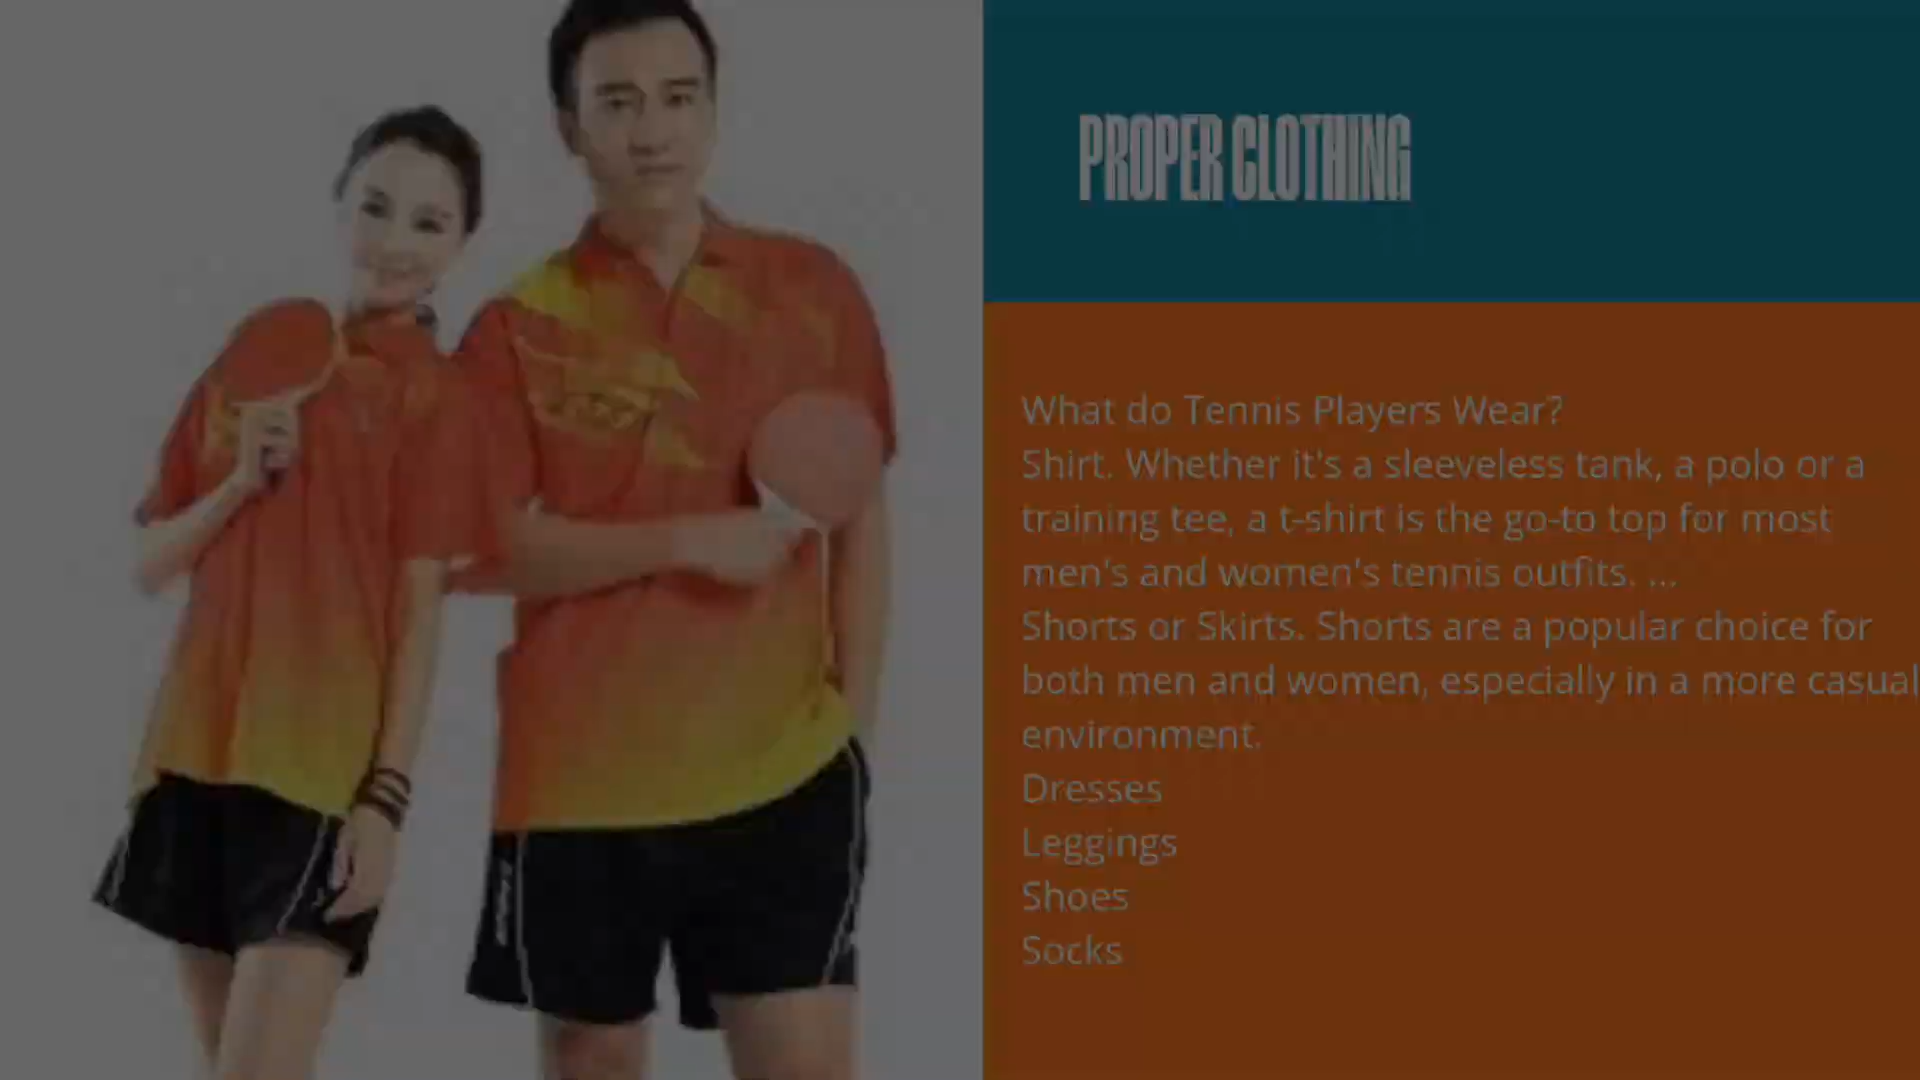 PROPER CLOTHING
What do Tennis Players Wear?
Shirt. Whether it's a sleeveless tank, a polo or a
training tee, a t-shirt is the go-to top for most
men's and women's tennis outfits. ...
Shorts or Skirts. Shorts are a popular choice for
both men and women, especially in a more casual
environment.
Dresses
Leggings
Shoes
Socks